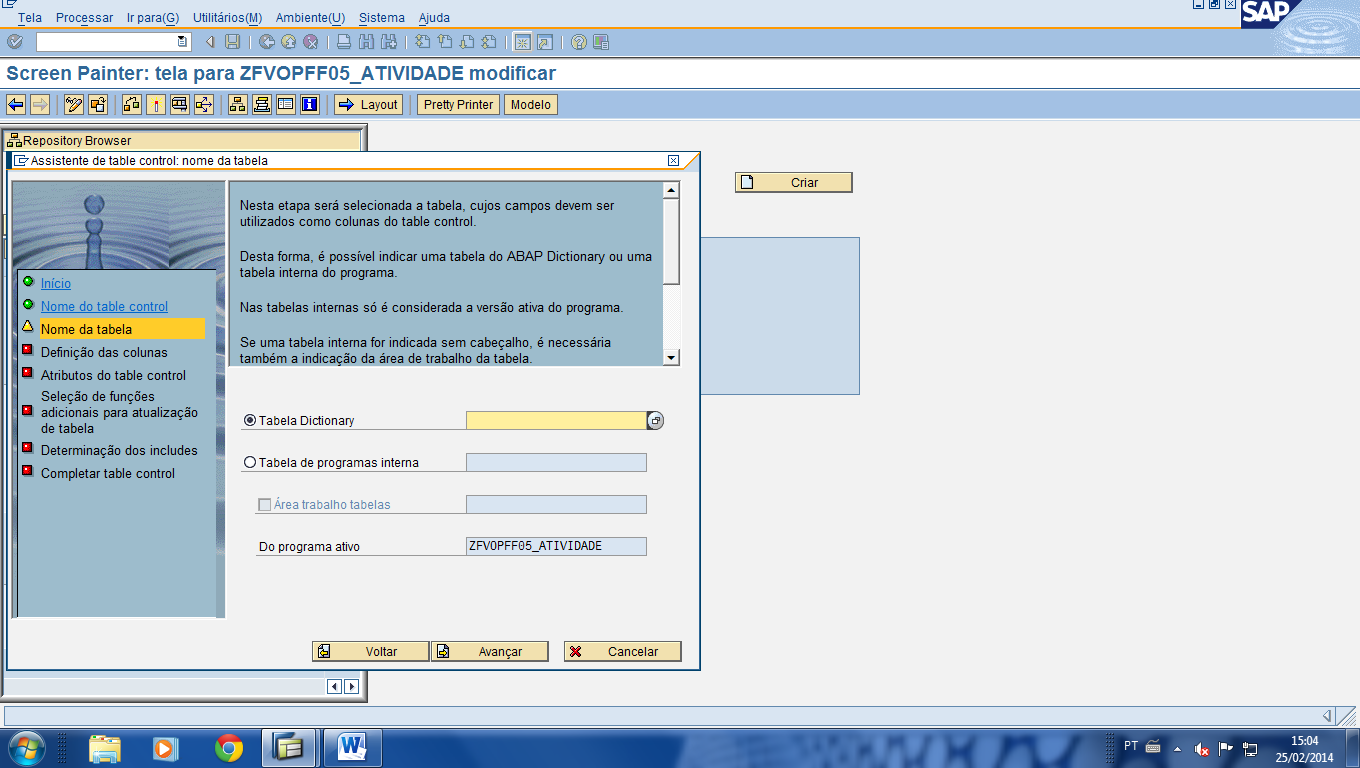 Tela Processar Ir para(G) Utilitários(M) Ambiente(U) Sistema Ajuda
SAP
Screen Painter: tela para ZFVOPFF05_ATIVIDADE modificar
Layout Pretty Printer Modelo
Repository Browser
Assistente de table control: nome da tabela
Criar
Nesta etapa será selecionada a tabela, cujos campos devem ser
utilizados como colunas do table control.
Desta forma, é possível indicar uma tabela do ABAP Dictionary ou uma
tabela interna do programa.
Nas tabelas internas só é considerada a versão ativa do programa.
Se uma tabela interna for indicada sem cabeçalho, é necessária
também a indicação da área de trabalho da tabela.
Início
Nome do table control
Nome da tabela
Definição das colunas
Atributos do table control
Seleção de funções
adicionais para atualização
de tabela
Determinação dos includes
Completar table control
Tabela Dictionary
Tabela de programas interna
Área trabalho tabelas
Do programa ativo ZFVOPFF05_ATIVIDADE
Voltar Avançar Cancelar
PT
15:04
25/02/2014